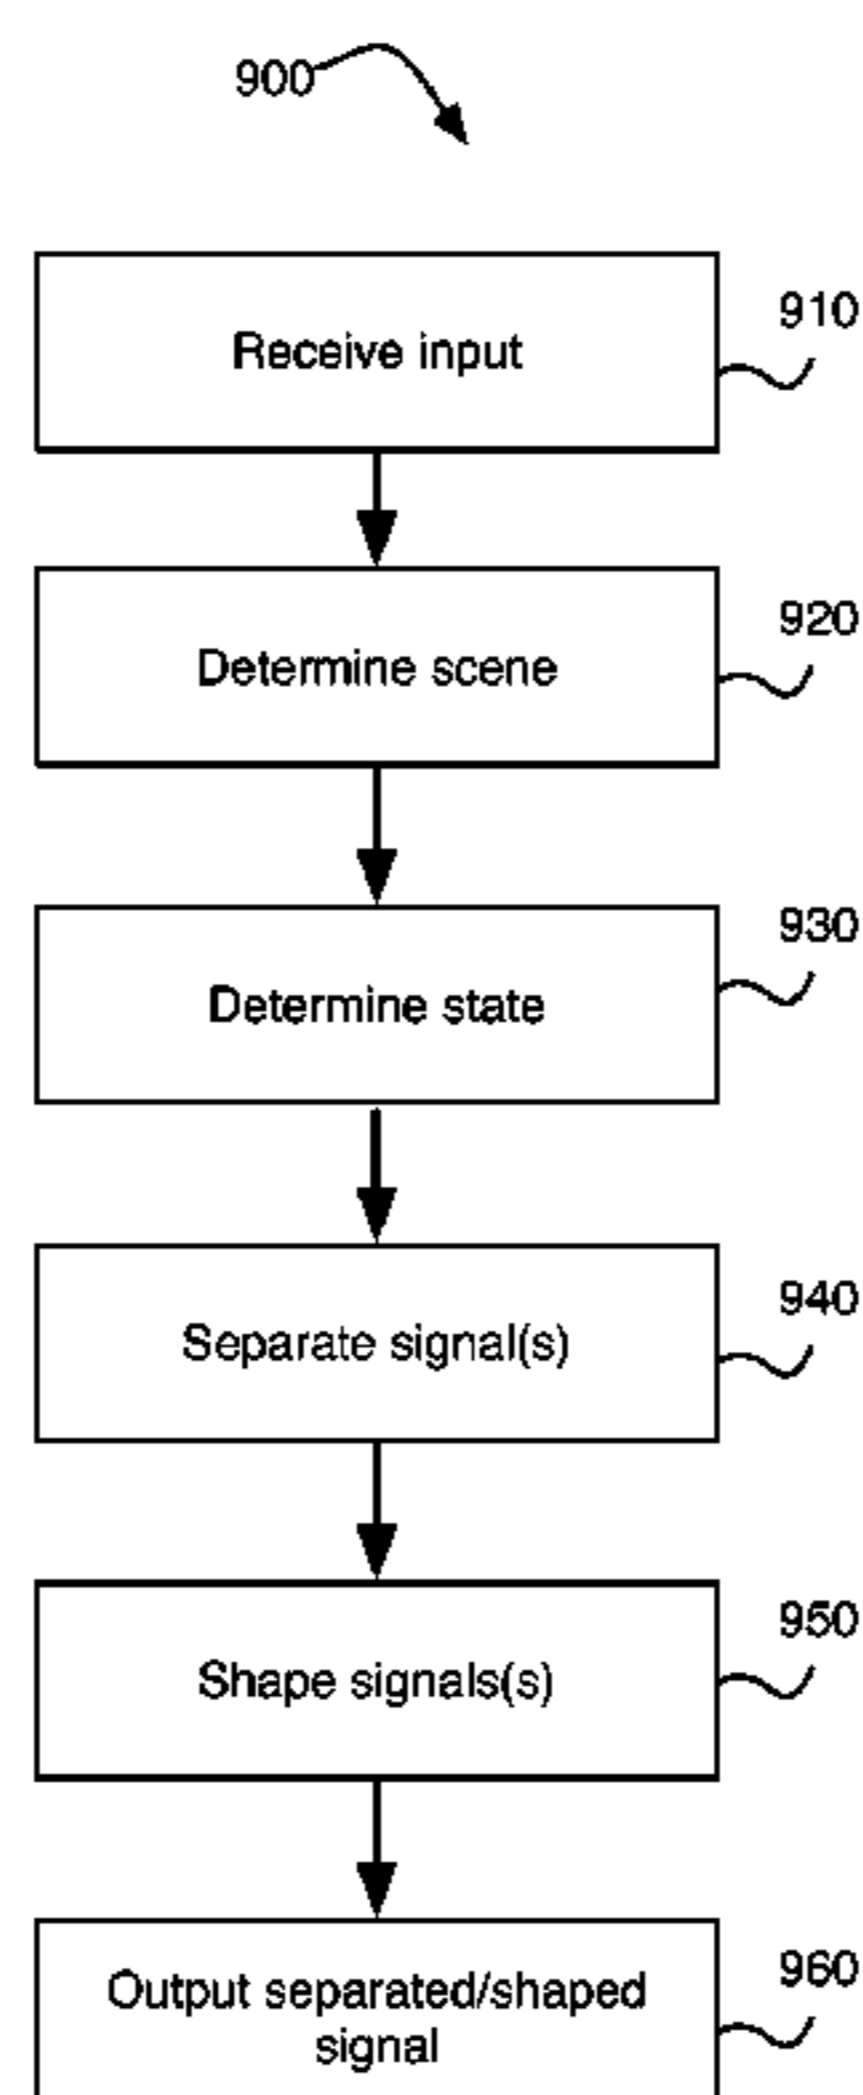 900
Receive input
910
Determine scene
920
Determine state
930
Separate signal(s)
940
Shape signals(s)
950
Output separated/shaped
signal
960